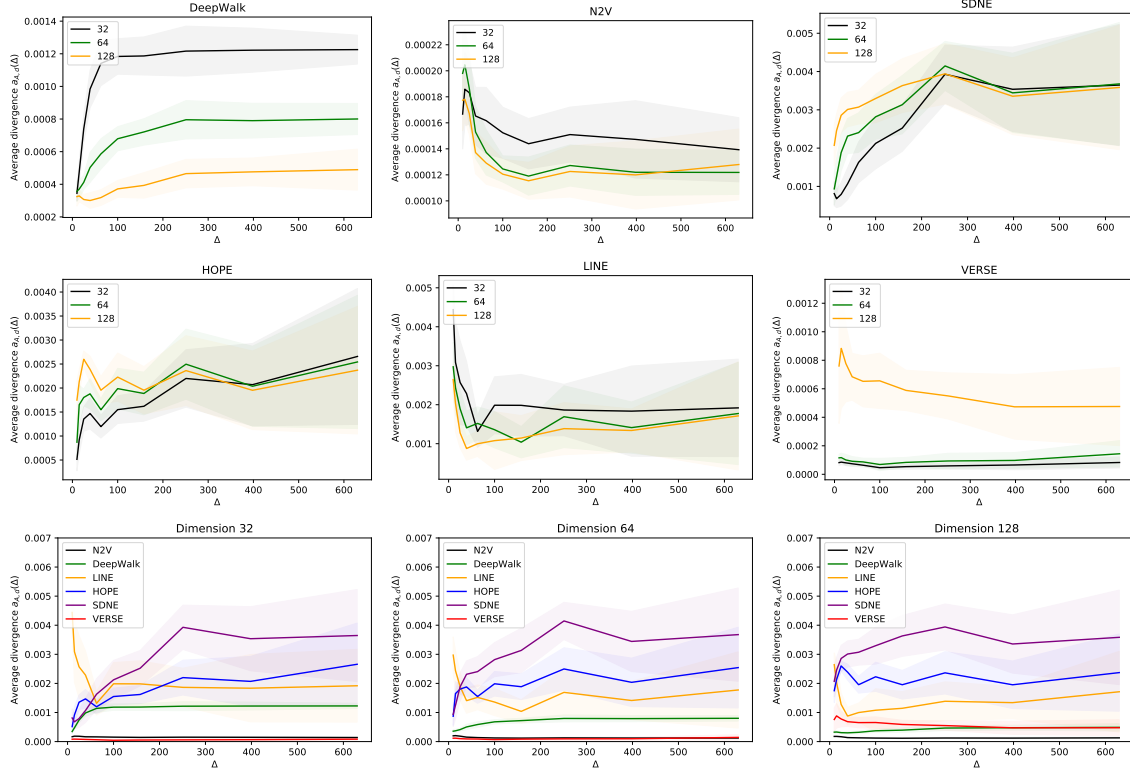 DeepWalk
Average divergence a_{A, d}(Δ)
0.0014
0.0012
0.0010
0.0008
0.0006
0.0004
0.0002
32
64
128
0 100 200 300 400 500 600
Δ
N2V
Average divergence a_{A, d}(Δ)
0.00022
0.00020
0.00018
0.00016
0.00014
0.00012
0.00010
32
64
128
0 100 200 300 400 500 600
Δ
SDNE
Average divergence a_{A, d}(Δ)
0.005
0.004
0.003
0.002
0.001
32
64
128
0 100 200 300 400 500 600
Δ
HOPE
Average divergence a_{A, d}(Δ)
0.0040
0.0035
0.0030
0.0025
0.0020
0.0015
0.0010
0.0005
32
64
128
0 100 200 300 400 500 600
Δ
LINE
Average divergence a_{A, d}(Δ)
0.005
0.004
0.003
0.002
0.001
32
64
128
0 100 200 300 400 500 600
Δ
VERSE
Average divergence a_{A, d}(Δ)
0.0012
0.0010
0.0008
0.0006
0.0004
0.0002
0.0000
32
64
128
0 100 200 300 400 500 600
Δ
Dimension 32
Average divergence a_{A, d}(Δ)
0.007
0.006
0.005
0.004
0.003
0.002
0.001
0.000
N2V
DeepWalk
LINE
HOPE
SDNE
VERSE
0 100 200 300 400 500 600
Δ
Dimension 64
Average divergence a_{A, d}(Δ)
0.007
0.006
0.005
0.004
0.003
0.002
0.001
0.000
N2V
DeepWalk
LINE
HOPE
SDNE
VERSE
0 100 200 300 400 500 600
Δ
Dimension 128
Average divergence a_{A, d}(Δ)
0.007
0.006
0.005
0.004
0.003
0.002
0.001
0.000
N2V
DeepWalk
LINE
HOPE
SDNE
VERSE
0 100 200 300 400 500 600
Δ